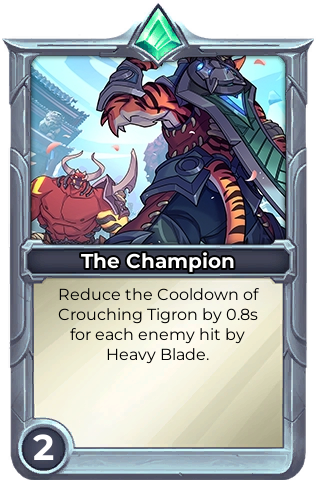 The Champion
Reduce the Cooldown of
Crouching Tigron by 0.8s
for each enemy hit by
Heavy Blade.
2